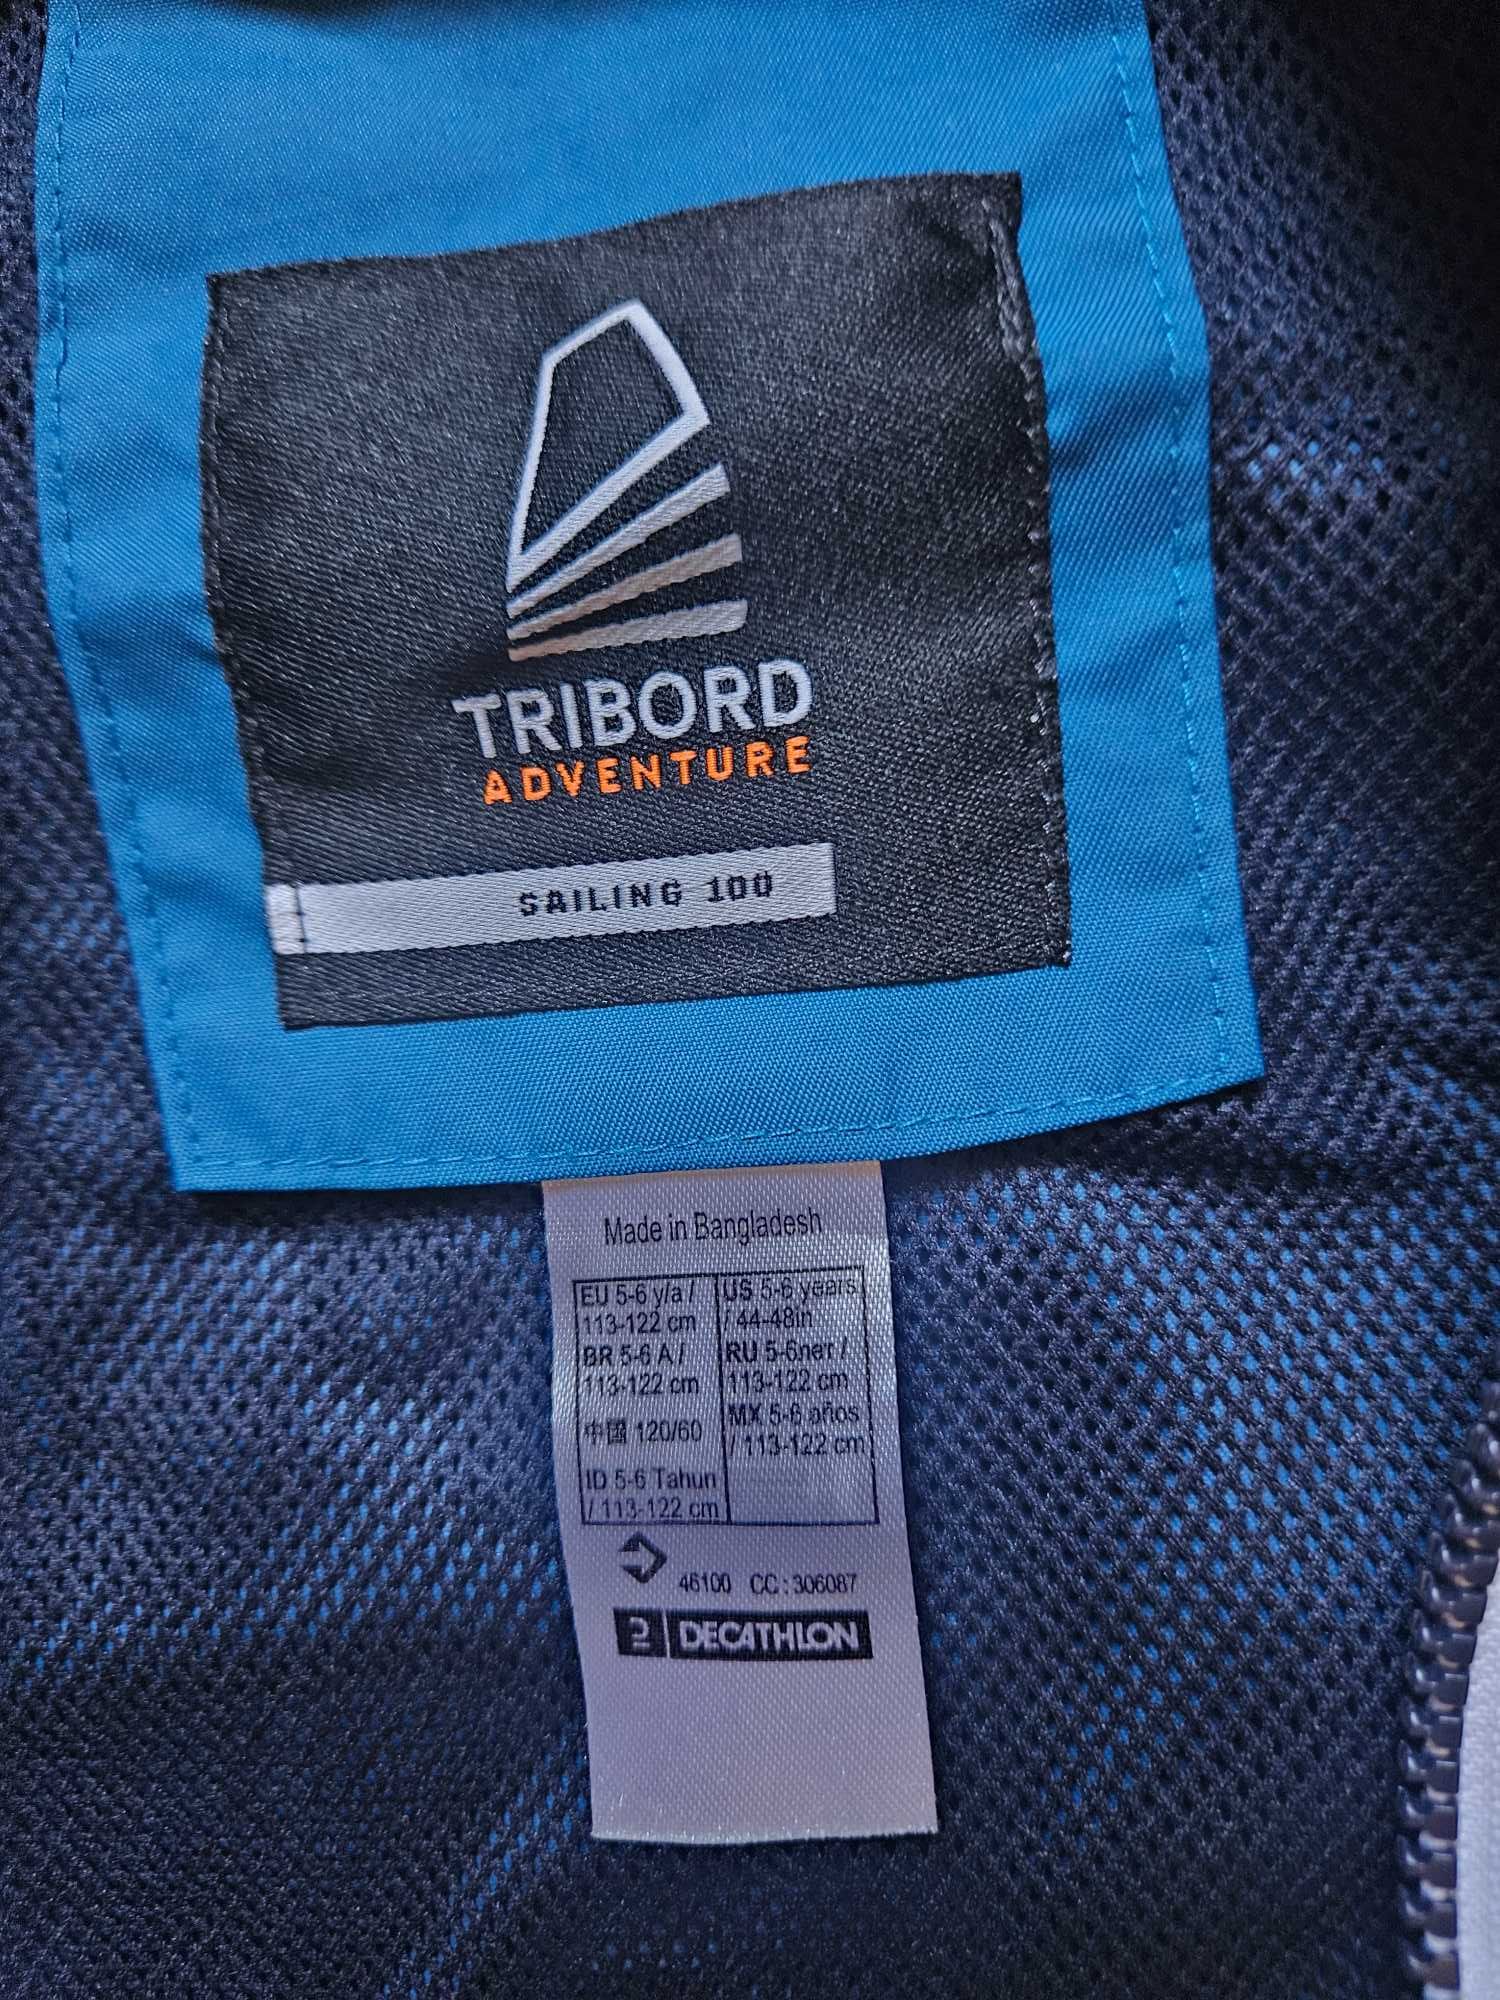 TRIBORD
ADVENTURE
SAILING 100
Made in Bangladesh
EU 5-6 y/a /
113-122 cm
BR 5-6 A /
113-122 cm
中国 120/60
ID 5-6 Tahun
/ 113-122 cm
US 5-6 years
/ 44-48in
RU 5-6лет /
113-122 cm
MX 5-6 años
/ 113-122 cm
46100 CC : 306087
DECATHLON